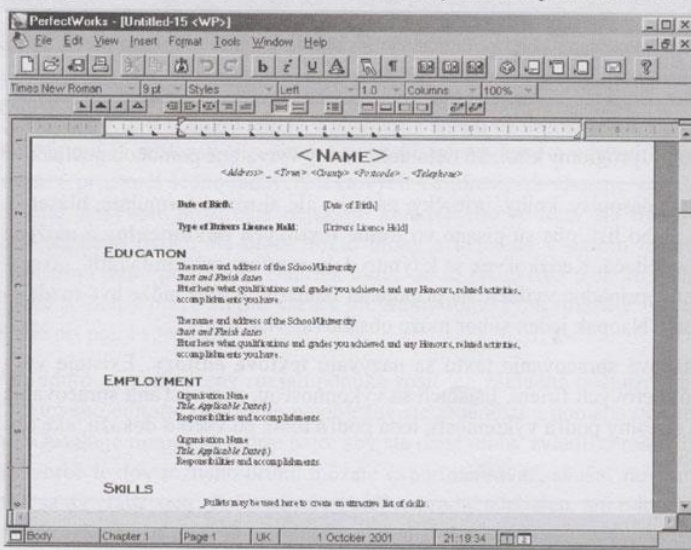 PerfectWorks - [Untitled-15 <WP>]
File Edit View Insert Format Tools Window Help
b i U A ¶ ?
Times New Roman 9 pt Styles Left 1.0 Columns 100%
<NAME>
<Address> _ <Town> <County> <Postcode> _ <Telephone>
Date of Birth: [Date of Birth]
Type of Drivers Licence Held: [Drivers Licence Held]
EDUCATION
The name and address of the School/University
Start and Finish dates
Enter here what qualifications and grades you achieved and any Honours, related activities,
accomplishments you have.
The name and address of the School/University
Start and Finish dates
Enter here what qualifications and grades you achieved and any Honours, related activities,
accomplishments you have.
EMPLOYMENT
Organisation Name
Title, Applicable Date(s)
Responsibilities and accomplishments.
Organisation Name
Title, Applicable Date(s)
Responsibilities and accomplishments.
SKILLS
_Bullets may be used here to create an attractive list of skills.
Body Chapter 1 Page 1 UK 1 October 2001 21:19:34